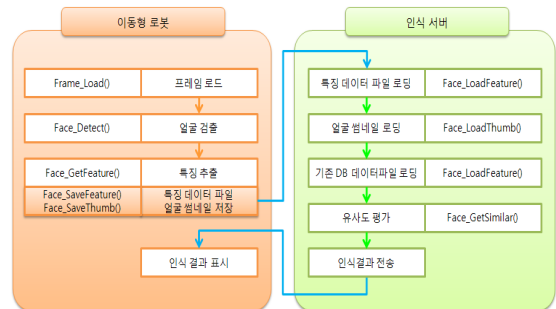 이동형 로봇
Frame_Load() 프레임 로드
Face_Detect() 얼굴 검출
Face_GetFeature() 특징 추출
Face_SaveFeature() 특징 데이터 파일
Face_SaveThumb() 얼굴 썸네일 저장
인식 결과 표시
인식 서버
특징 데이터 파일 로딩 Face_LoadFeature()
얼굴 썸네일 로딩 Face_LoadThumb()
기존 DB 데이터파일 로딩 Face_LoadFeature()
유사도 평가 Face_GetSimilar()
인식결과 전송